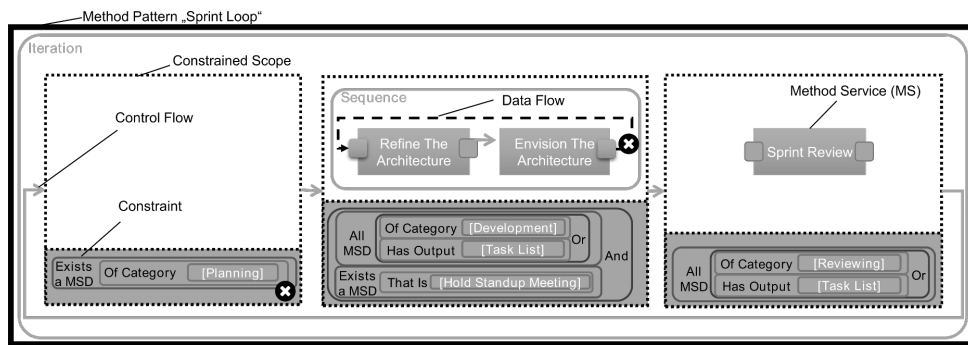 Method Pattern „Sprint Loop“
Iteration
Constrained Scope
Control Flow
Constraint
Exists
a MSD
Of Category
[Planning]
Sequence
Data Flow
Refine The
Architecture
Envision The
Architecture
All
MSD
Of Category
[Development]
Has Output
[Task List]
Or
And
Exists
a MSD
That Is
[Hold Standup Meeting]
Method Service (MS)
Sprint Review
All
MSD
Of Category
[Reviewing]
Has Output
[Task List]
Or